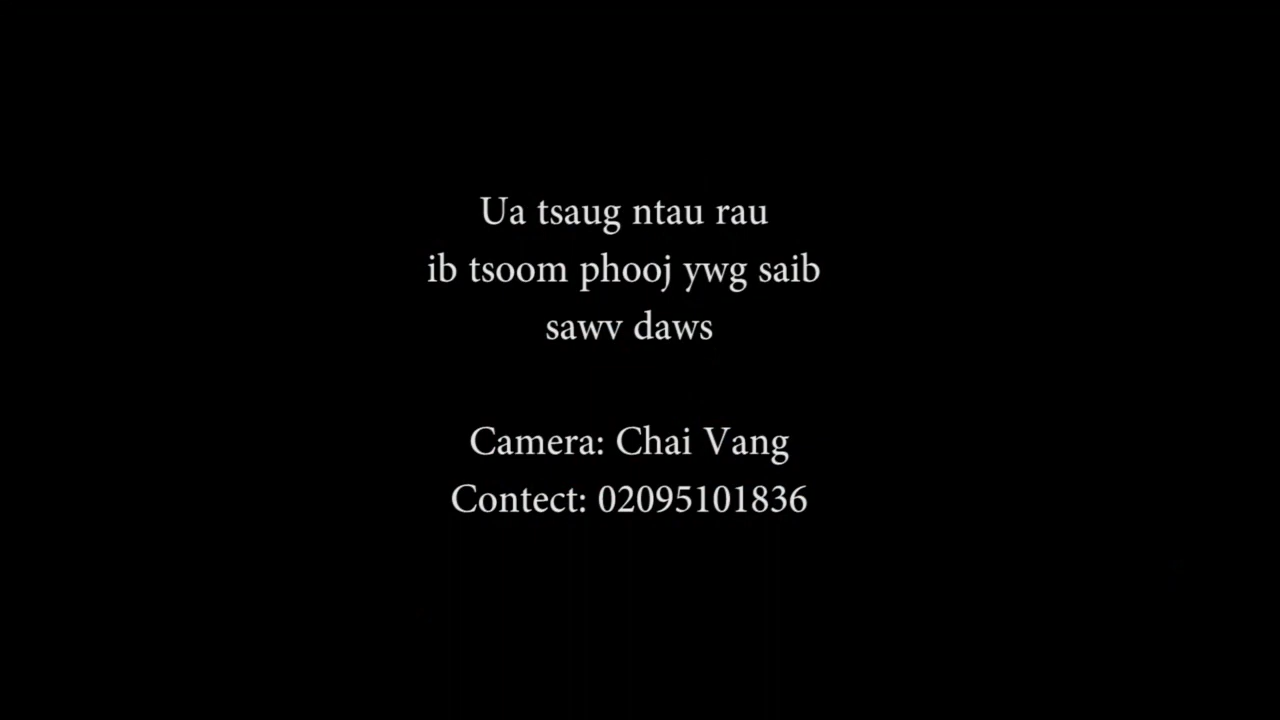 Ua tsaug ntau rau
ib tsoom phooj ywg saib
sawv daws
Camera: Chai Vang
Contect: 02095101836